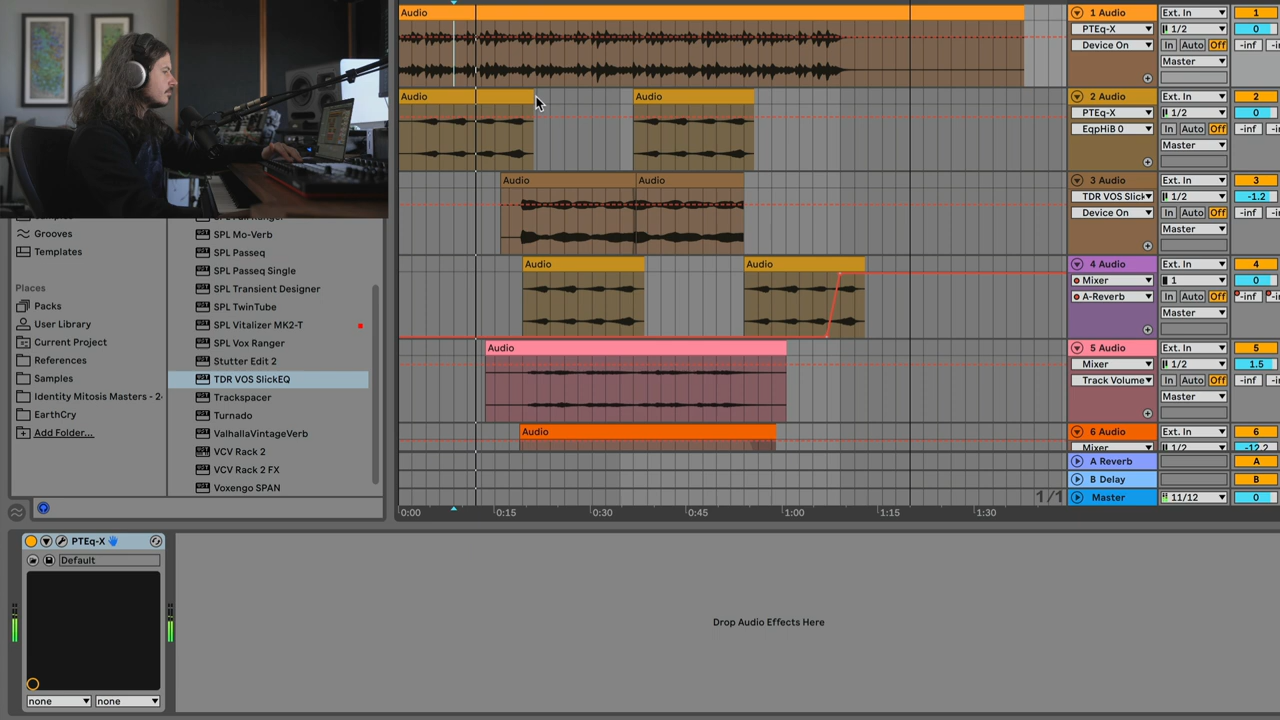 Grooves
Templates
Places
Packs
User Library
Current Project
References
Samples
Identity Mitosis Masters - 2
EarthCry
Add Folder...
SPL Mo-Verb
SPL Passeq
SPL Passeq Single
SPL Transient Designer
SPL TwinTube
SPL Vitalizer MK2-T
SPL Vox Ranger
Stutter Edit 2
TDR VOS SlickEQ
Trackspacer
Turnado
ValhallaVintageVerb
VCV Rack 2
VCV Rack 2 FX
Voxengo SPAN
Audio
Audio
Audio
Audio
Audio
Audio
Audio
Audio
Audio
1/1
0:00
0:15
0:30
0:45
1:00
1:15
1:30
1 Audio
PTEq-X
Device On
Ext. In
1/2
In Auto Off
Master
1
0
-inf
-inf
2 Audio
PTEq-X
EqpHiB 0
Ext. In
1/2
In Auto Off
Master
2
0
-inf
-inf
3 Audio
TDR VOS Slick
Device On
Ext. In
1/2
In Auto Off
Master
3
-1.2
-inf
-inf
4 Audio
Mixer
A-Reverb
Ext. In
1
In Auto Off
Master
4
0
-inf
5 Audio
Mixer
Track Volume
Ext. In
1/2
In Auto Off
Master
5
1.5
-inf
-inf
6 Audio
Mixer
Ext. In
1/2
6
-12.2
A Reverb
A
B Delay
B
Master
11/12
0
PTEq-X
Default
none
none
Drop Audio Effects Here